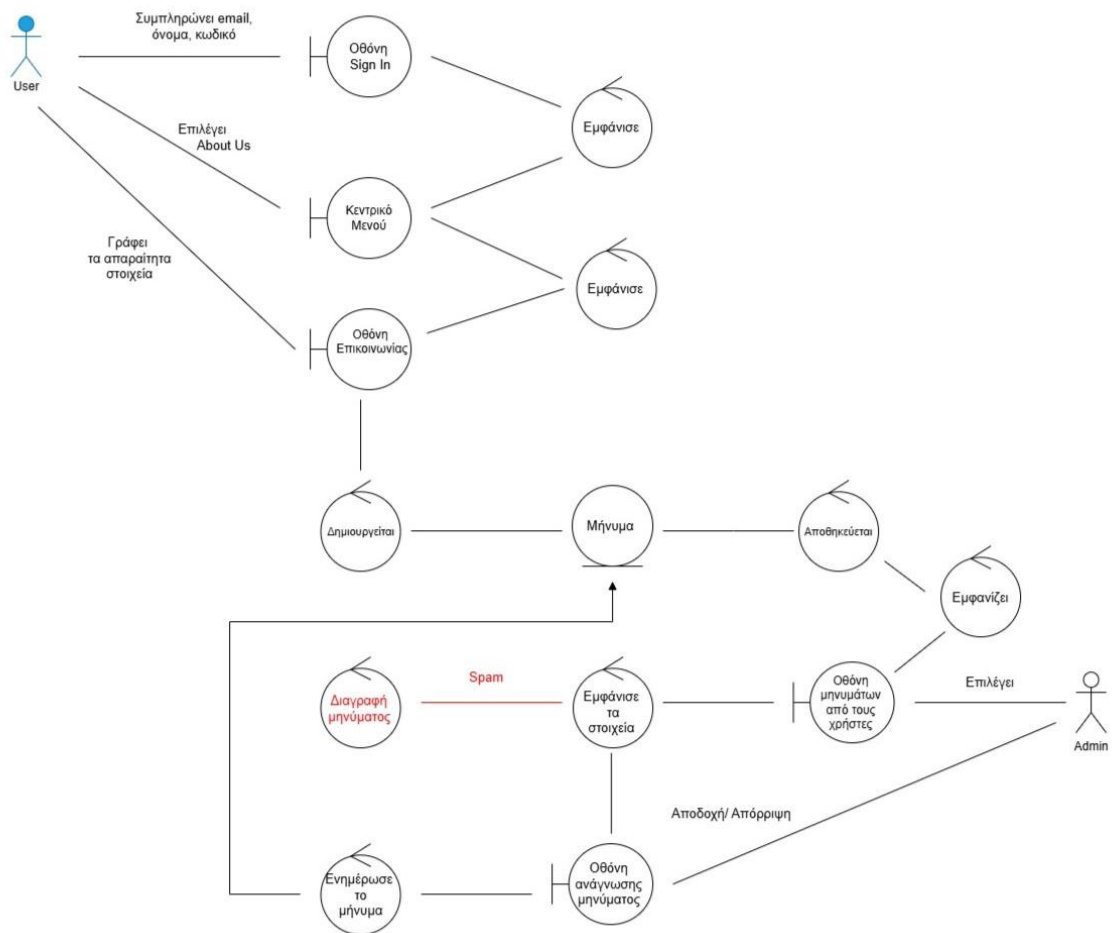 Συμπληρώνει email,
όνομα, κωδικό
User
Οθόνη
Sign In
Εμφάνισε
Επιλέγει
About Us
Κεντρικό
Μενού
Γράφει
τα απαραίτητα
στοιχεία
Εμφάνισε
Οθόνη
Επικοινωνίας
Δημιουργείται
Μήνυμα
Αποθηκεύεται
Εμφανίζει
Διαγραφή
μηνύματος
Spam
Εμφάνισε
τα
στοιχεία
Οθόνη
μηνυμάτων
από τους
χρήστες
Επιλέγει
Admin
Αποδοχή/ Απόρριψη
Ενημέρωσε
το
μήνυμα
Οθόνη
ανάγνωσης
μηνύματος